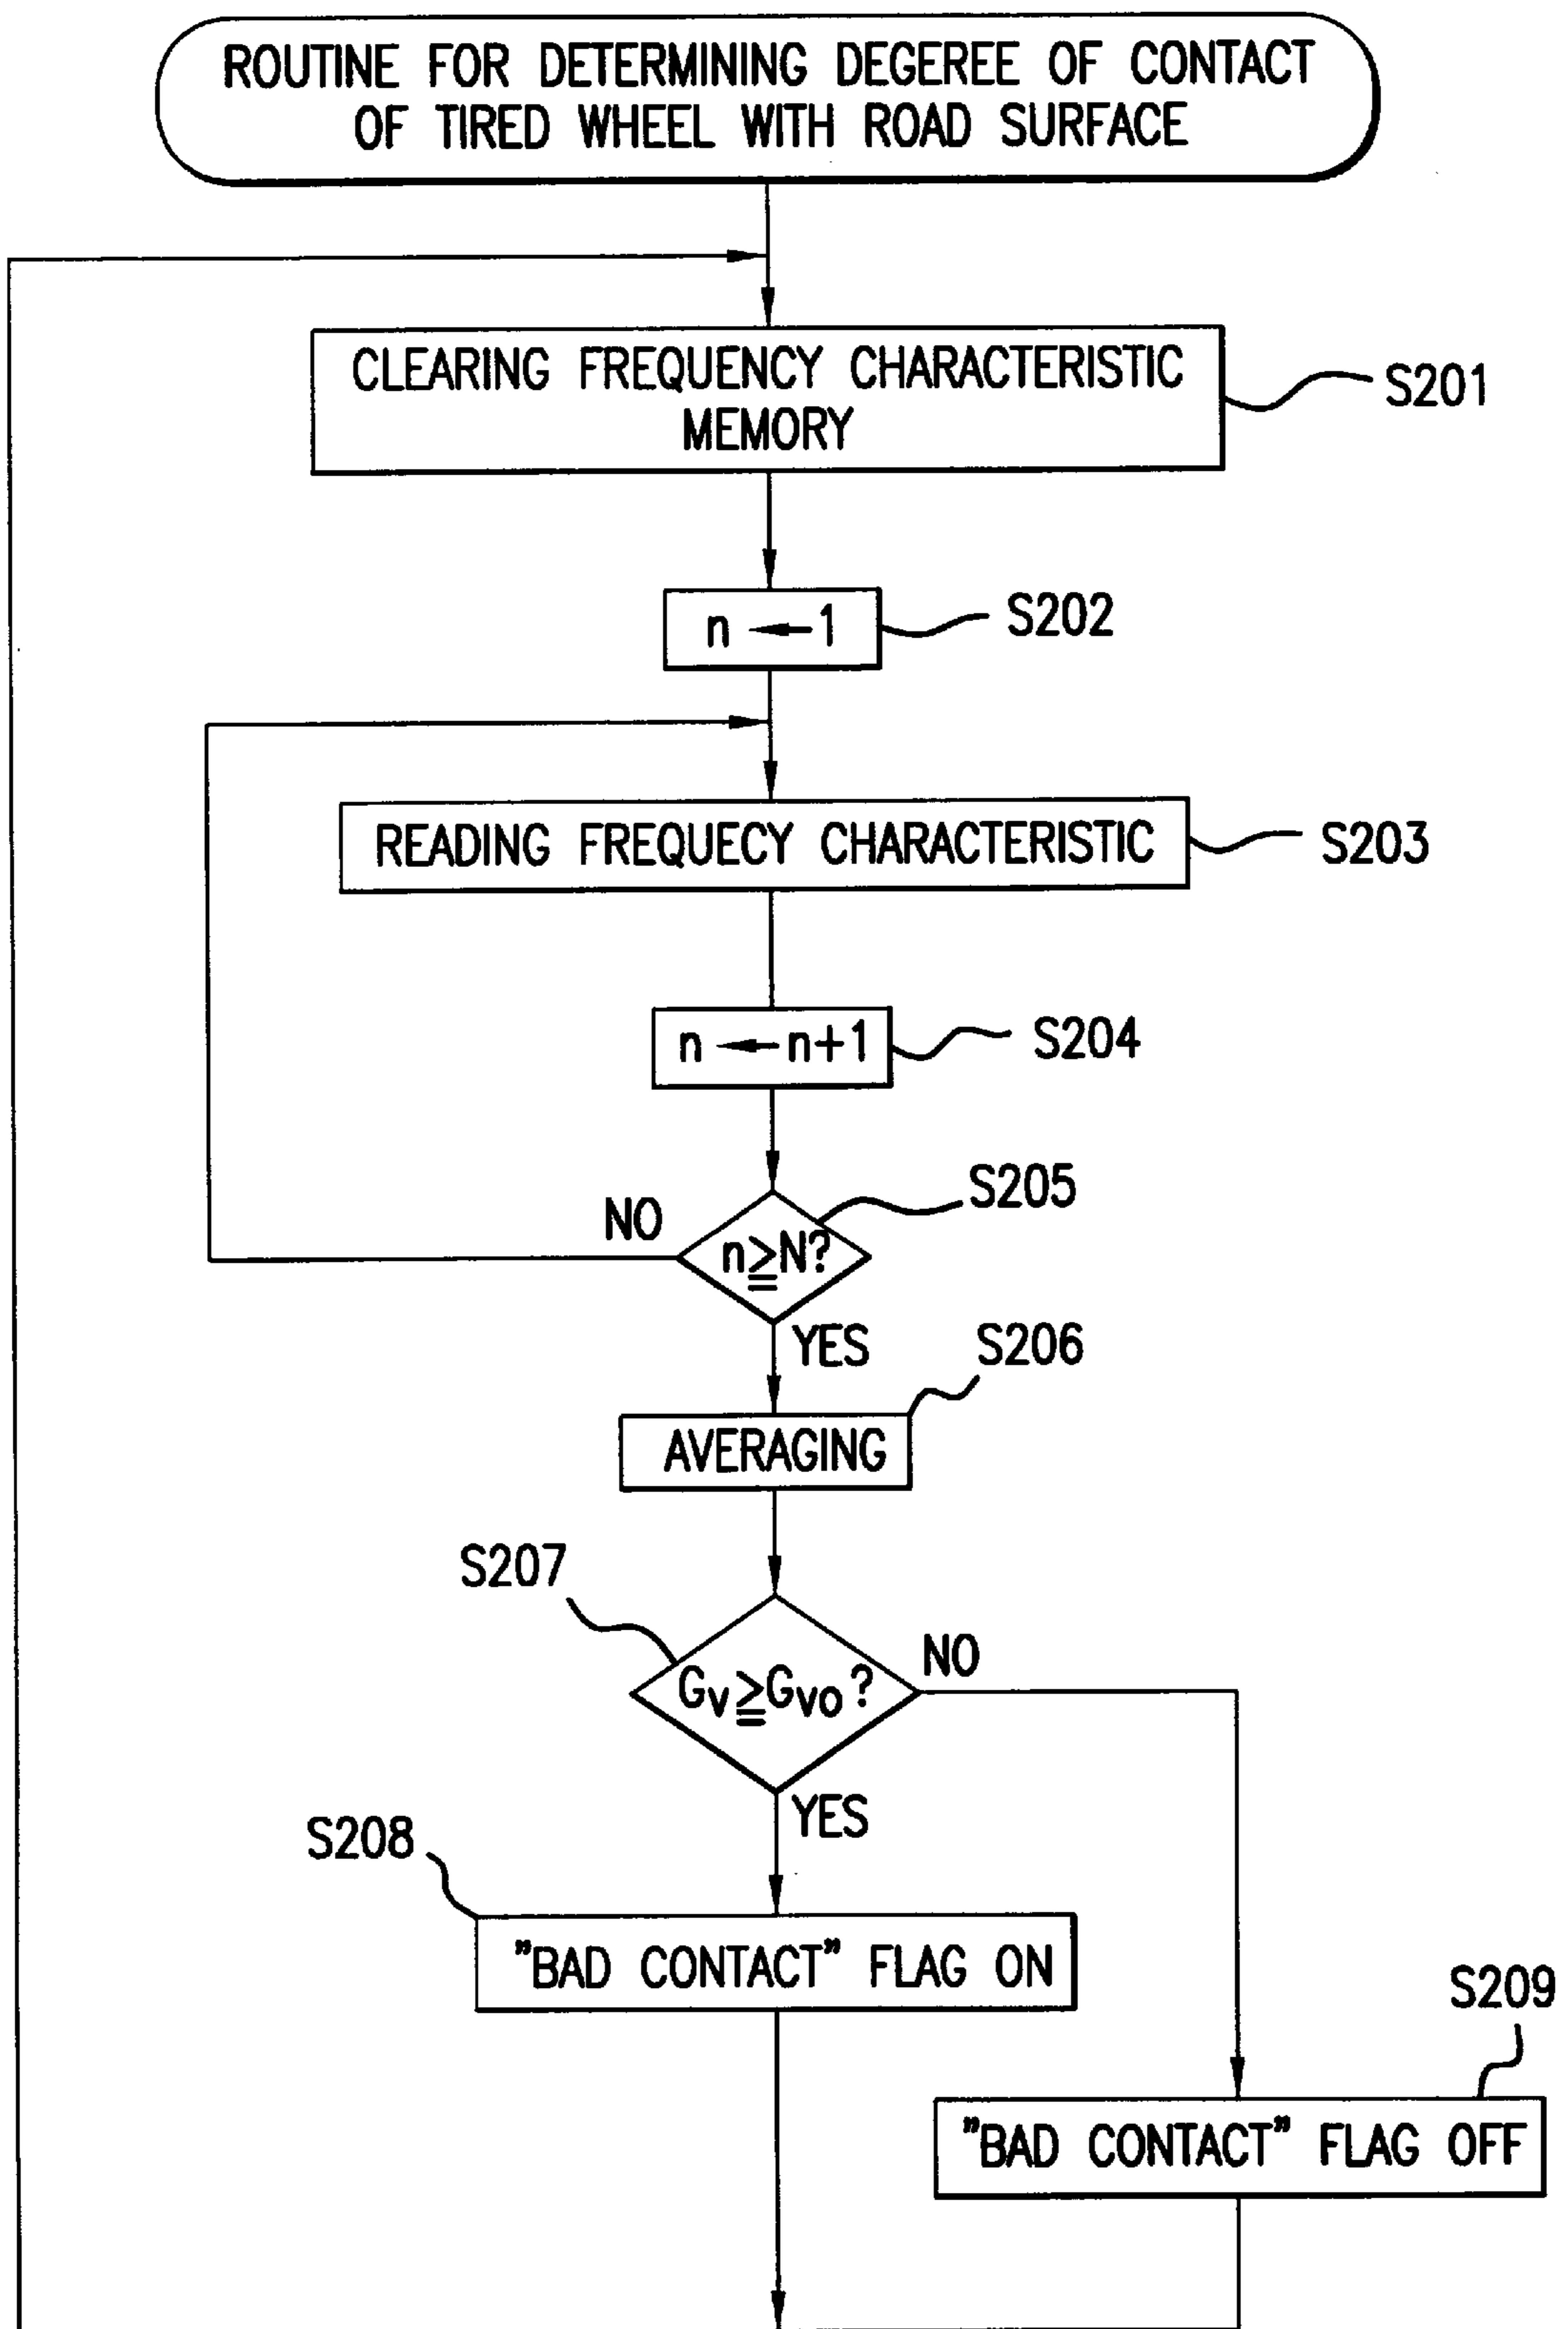 ROUTINE FOR DETERMINING DEGEREE OF CONTACT
OF TIRED WHEEL WITH ROAD SURFACE
CLEARING FREQUENCY CHARACTERISTIC
MEMORY
S201
n ← 1
S202
READING FREQUECY CHARACTERISTIC
S203
n ← n+1
S204
S205
NO
n≧N?
YES
S206
AVERAGING
S207
NO
Gv≧Gvo?
YES
S208
"BAD CONTACT" FLAG ON
S209
"BAD CONTACT" FLAG OFF